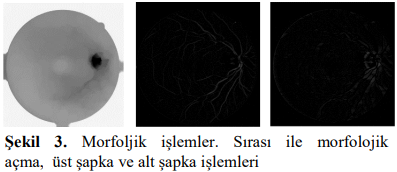 Şekil 3. Morfoljik işlemler. Sırası ile morfolojik
açma, üst şapka ve alt şapka işlemleri